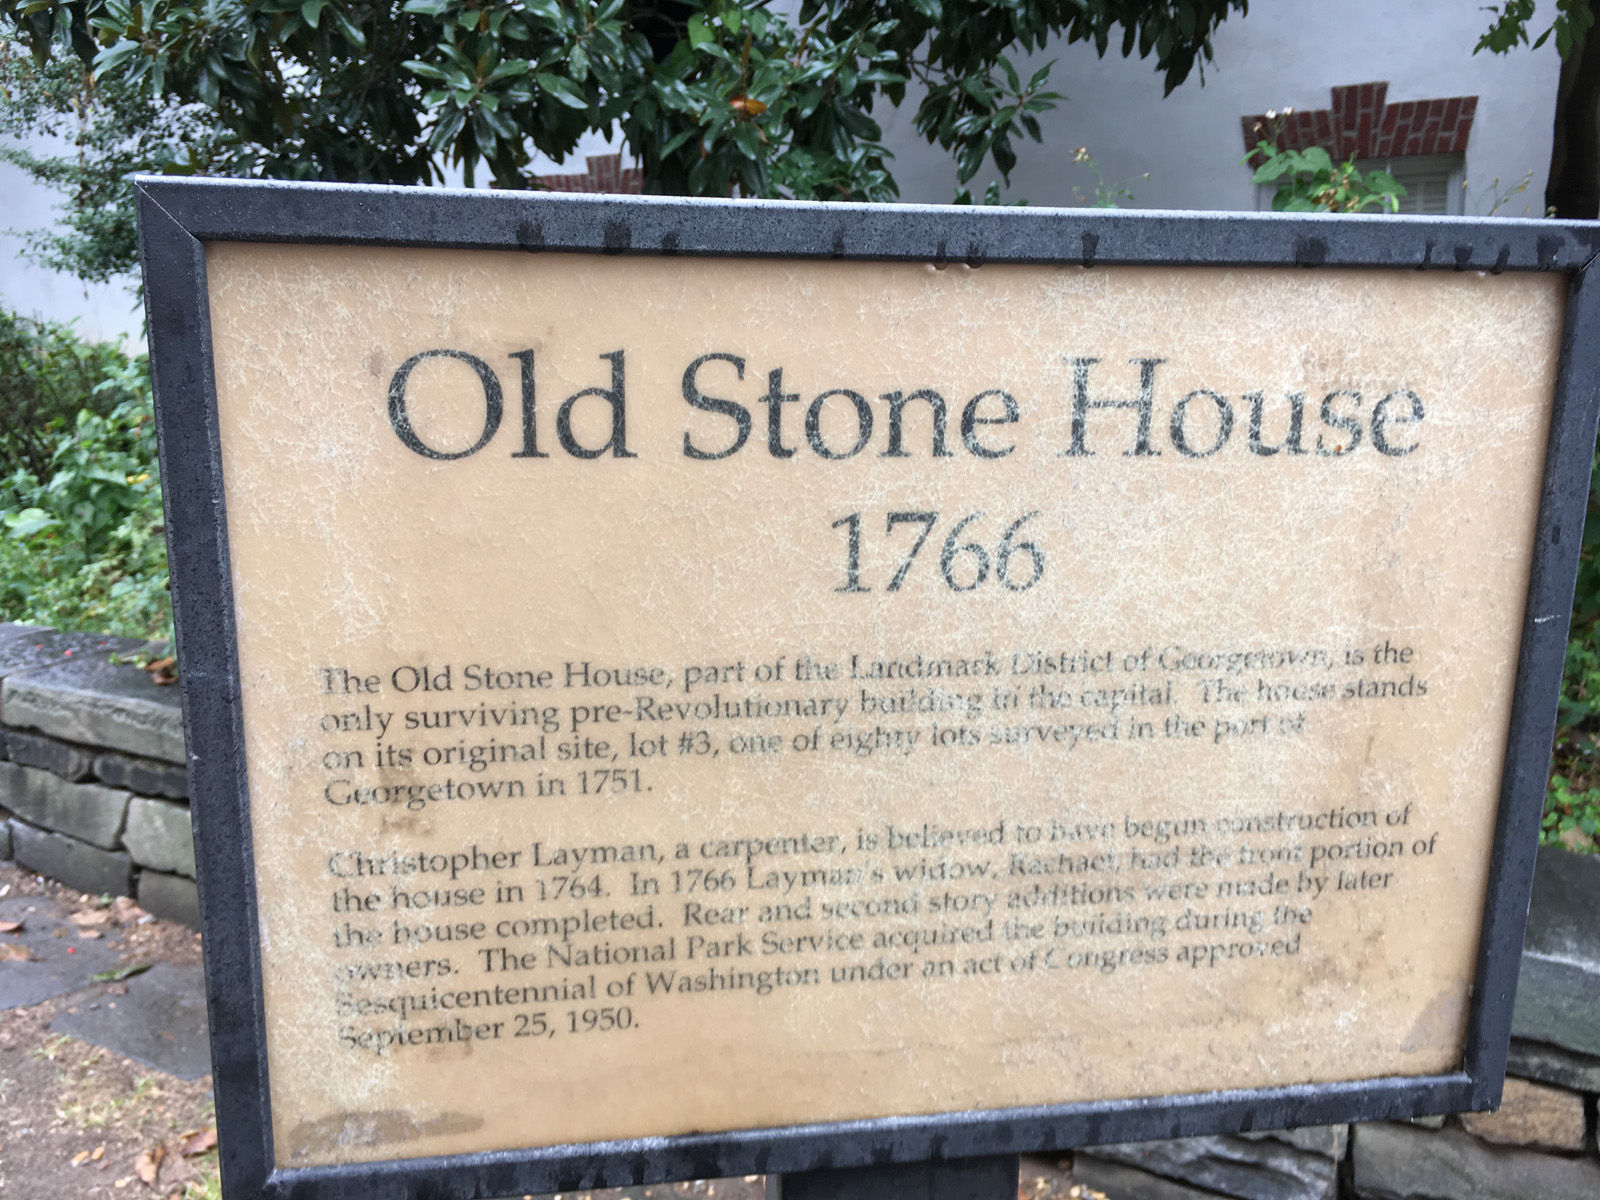 Old Stone House
1766
The Old Stone House, part of the Landmark District of Georgetown, is the
only surviving pre-Revolutionary building in the capital. The house stands
on its original site, lot #3, one of eighty lots surveyed in the port of
Georgetown in 1751.
Christopher Layman, a carpenter, is believed to have begun construction of
the house in 1764. In 1766 Layman's widow, Rachael, had the front portion of
the house completed. Rear and second story additions were made by later
owners. The National Park Service acquired the building during the
Sesquicentennial of Washington under an act of Congress approved
September 25, 1950.